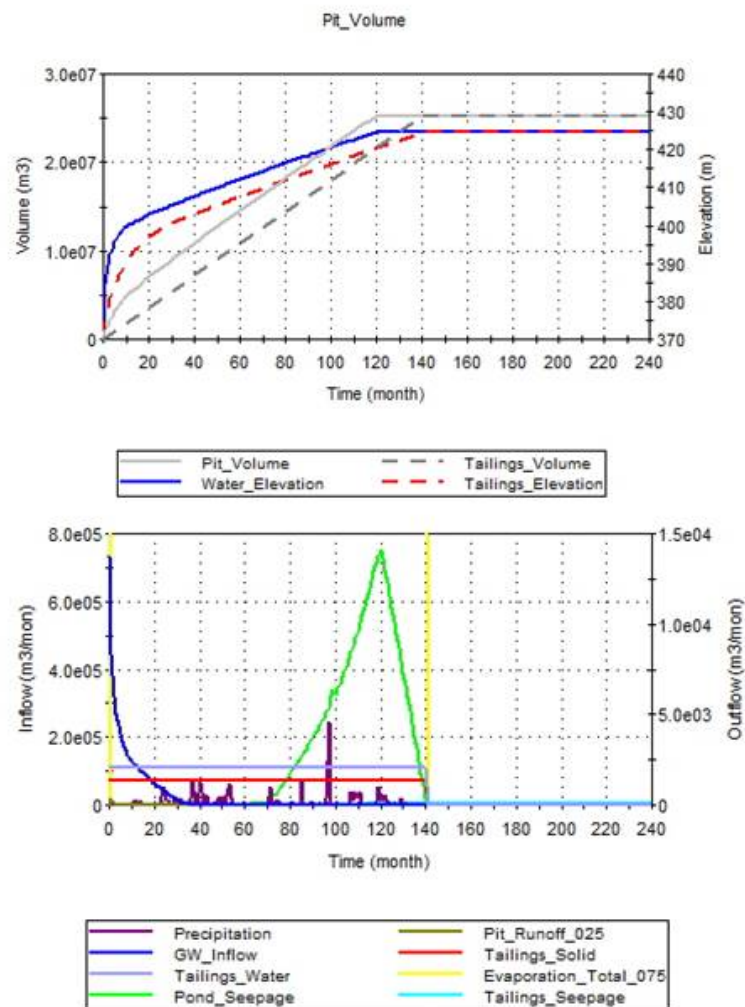 Pit_Volume
3.0e07
2.0e07
1.0e07
0
Volume (m3)
440
430
420
410
400
390
380
370
Elevation (m)
0 20 40 60 80 100 120 140 160 180 200 220 240
Time (month)
Pit_Volume Tailings_Volume
Water_Elevation Tailings_Elevation
8.0e05
6.0e05
4.0e05
2.0e05
0
Inflow (m3/mon)
1.5e04
1.0e04
5.0e03
0
Outflow (m3/mon)
0 20 40 60 80 100 120 140 160 180 200 220 240
Time (month)
Precipitation Pit_Runoff_025
GW_Inflow Tailings_Solid
Tailings_Water Evaporation_Total_075
Pond_Seepage Tailings_Seepage